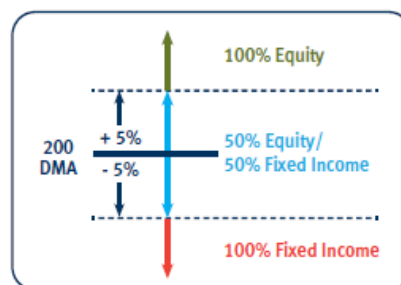 100% Equity
+ 5%
200
DMA
50% Equity/
50% Fixed Income
- 5%
100% Fixed Income